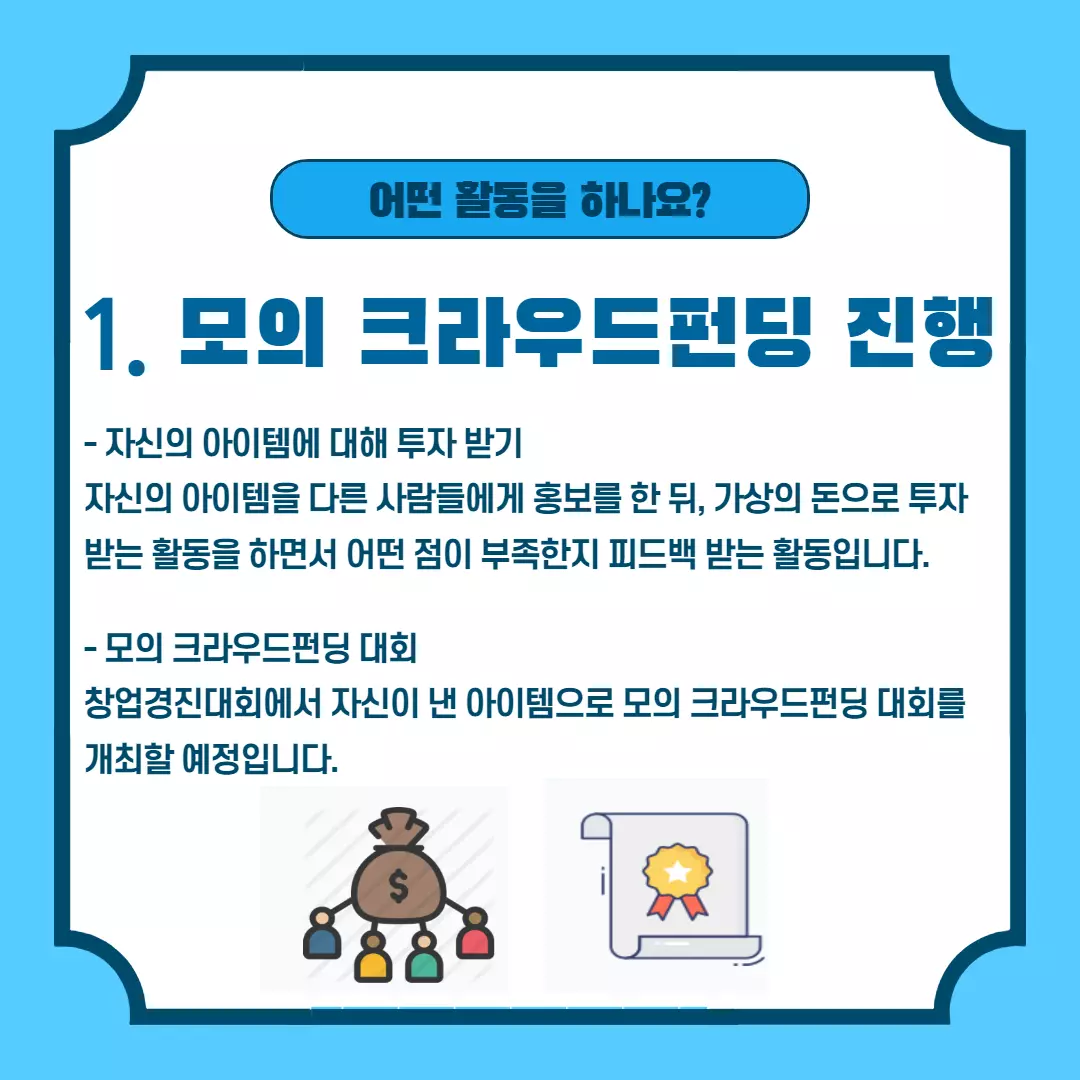 어떤 활동을 하나요?
1. 모의 크라우드펀딩 진행
- 자신의 아이템에 대해 투자 받기
자신의 아이템을 다른 사람들에게 홍보를 한 뒤, 가상의 돈으로 투자
받는 활동을 하면서 어떤 점이 부족한지 피드백 받는 활동입니다.
- 모의 크라우드펀딩 대회
창업경진대회에서 자신이 낸 아이템으로 모의 크라우드펀딩 대회를
개최할 예정입니다.
$